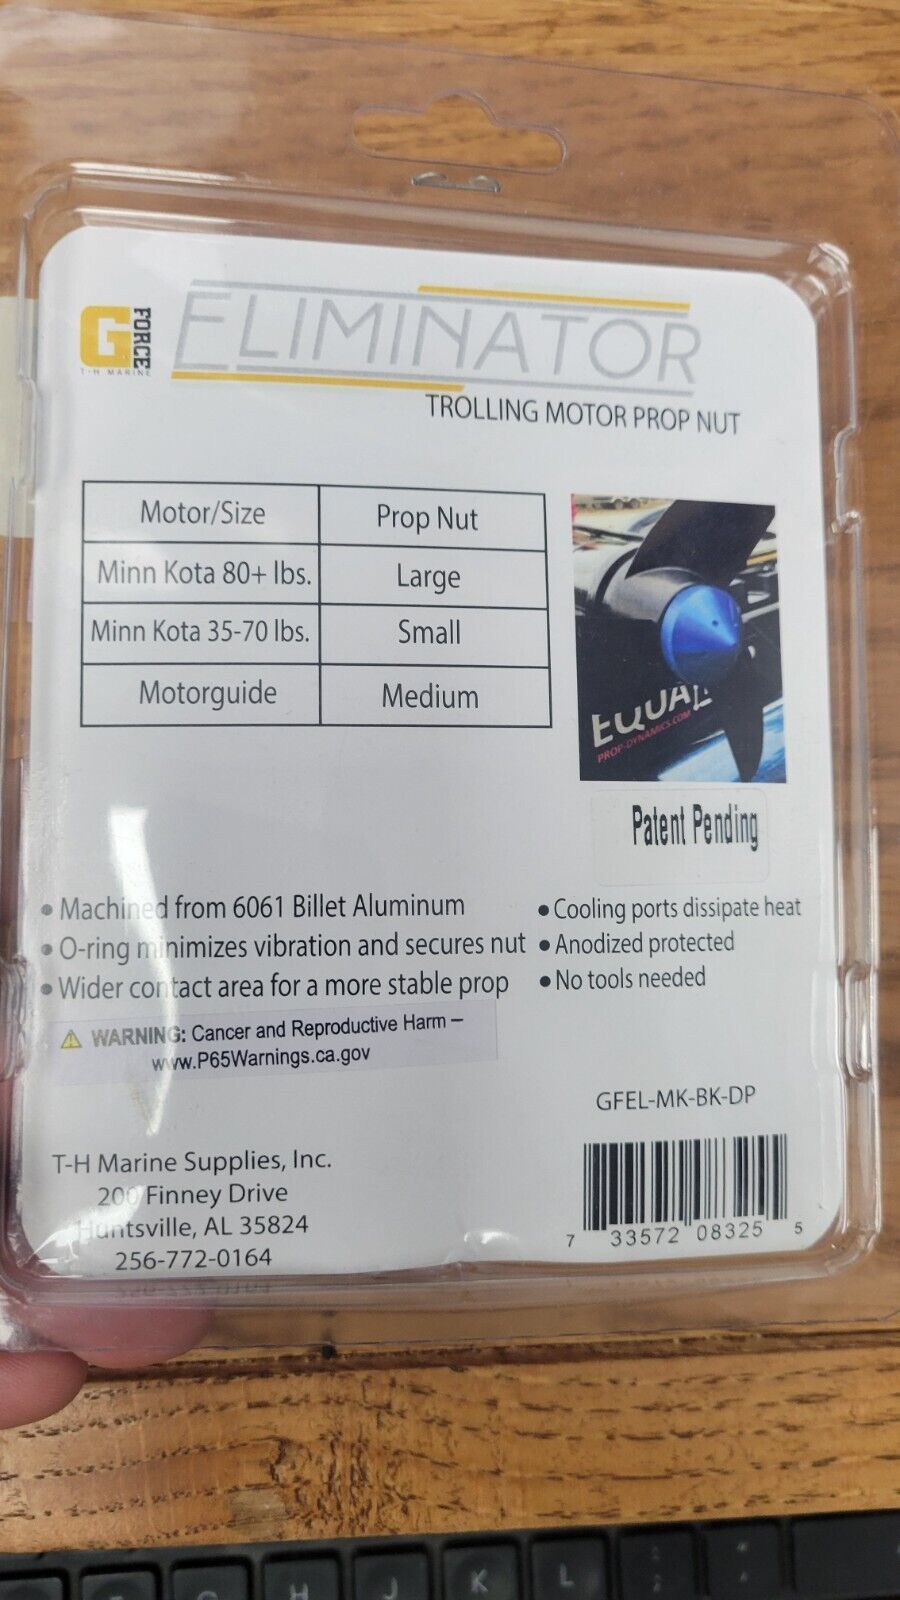 G FORCE
T-H MARINE
ELIMINATOR
TROLLING MOTOR PROP NUT
Motor/Size Prop Nut
Minn Kota 80+ lbs. Large
Minn Kota 35-70 lbs. Small
Motorguide Medium
EQUAL
PROP-DYNAMICS.COM
Patent Pending
• Machined from 6061 Billet Aluminum
• O-ring minimizes vibration and secures nut
• Wider contact area for a more stable prop
• Cooling ports dissipate heat
• Anodized protected
• No tools needed
WARNING: Cancer and Reproductive Harm –
www.P65Warnings.ca.gov
GFEL-MK-BK-DP
T-H Marine Supplies, Inc.
200 Finney Drive
Huntsville, AL 35824
256-772-0164
7 33572 08325 5
H J K L